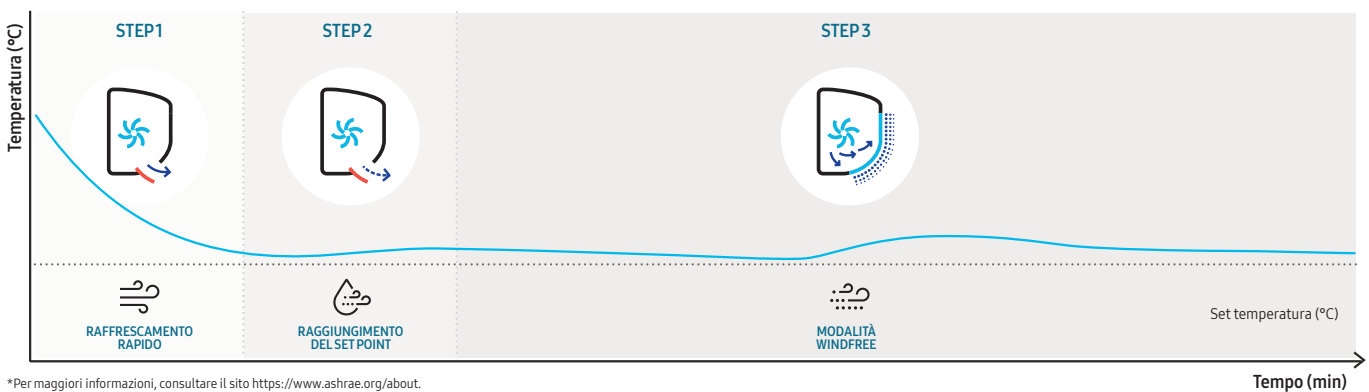 Temperatura (°C)
STEP 1
STEP 2
STEP 3
RAFFRESCAMENTO
RAPIDO
RAGGIUNGIMENTO
DEL SET POINT
MODALITÀ
WINDFREE
Set temperatura (°C)
*Per maggiori informazioni, consultare il sito https://www.ashrae.org/about.
Tempo (min)